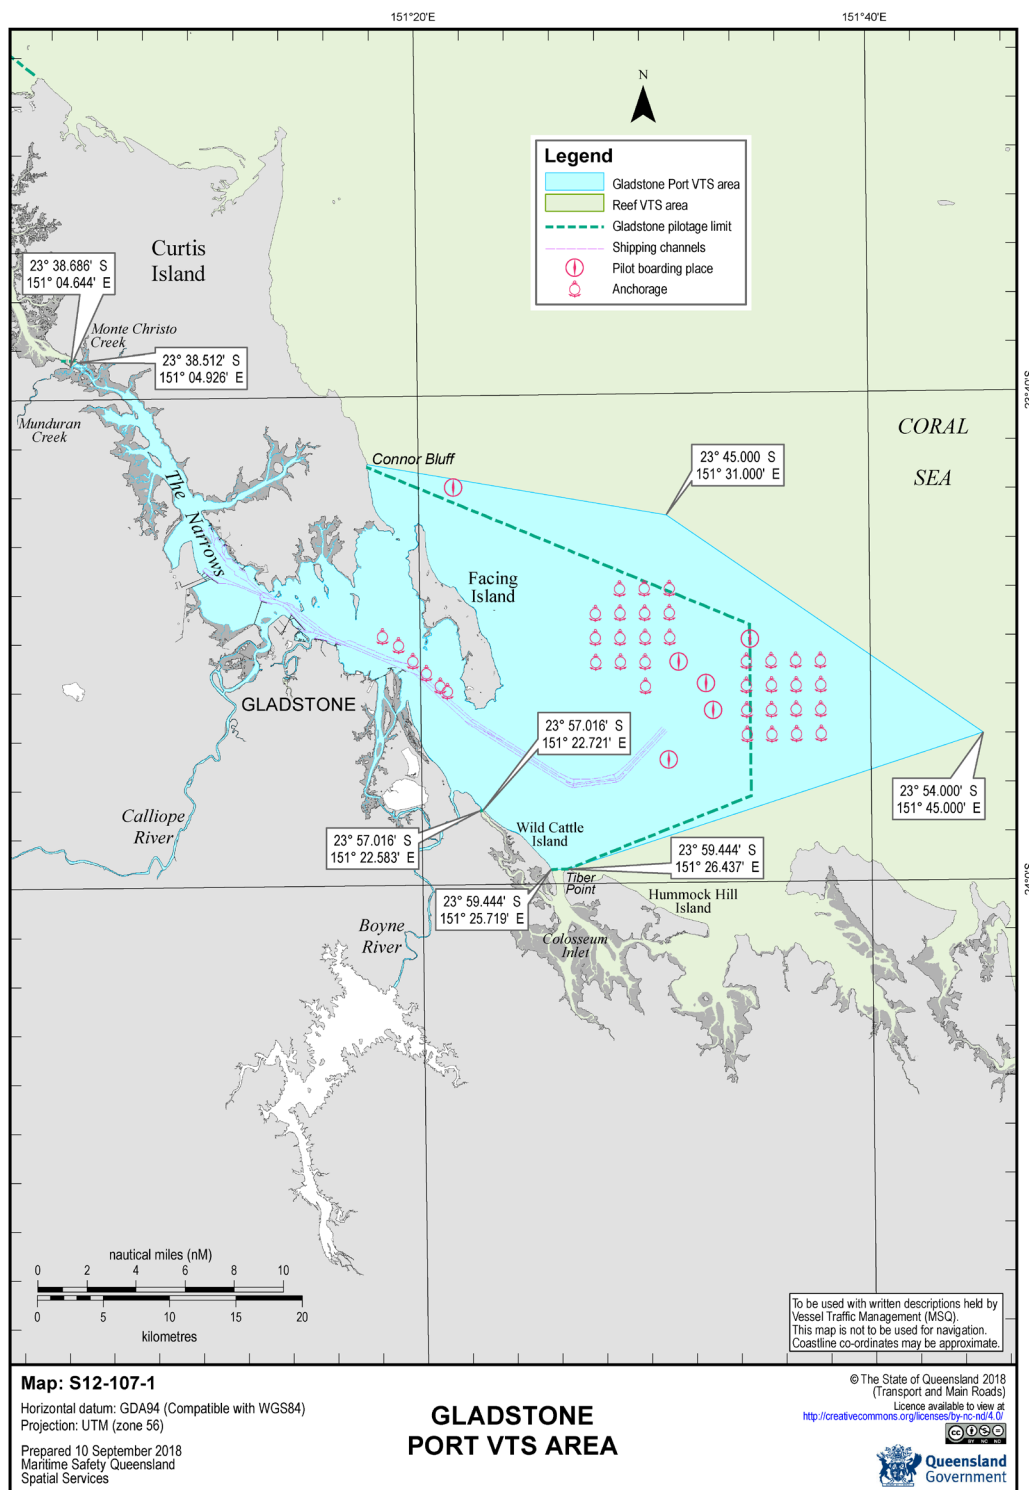 151°20'E
151°40'E
N
Legend
Gladstone Port VTS area
Reef VTS area
Gladstone pilotage limit
Shipping channels
Pilot boarding place
Anchorage
Curtis
Island
23° 38.686' S
151° 04.644' E
Monte Christo
Creek
23° 38.512' S
151° 04.926' E
23°40'S
Munduran
Creek
CORAL
SEA
Connor Bluff
23° 45.000 S
151° 31.000' E
The Narrows
Facing
Island
GLADSTONE
23° 57.016' S
151° 22.721' E
23° 54.000' S
151° 45.000' E
Calliope
River
23° 57.016' S
151° 22.583' E
Wild Cattle
Island
23° 59.444' S
151° 26.437' E
Tiber
Point
24°0'S
23° 59.444' S
151° 25.719' E
Hummock Hill
Island
Boyne
River
Colosseum
Inlet
nautical miles (nM)
0 2 4 6 8 10
0 5 10 15 20
kilometres
To be used with written descriptions held by
Vessel Traffic Management (MSQ).
This map is not to be used for navigation.
Coastline co-ordinates may be approximate.
Map: S12-107-1
Horizontal datum: GDA94 (Compatible with WGS84)
Projection: UTM (zone 56)
Prepared 10 September 2018
Maritime Safety Queensland
Spatial Services
GLADSTONE
PORT VTS AREA
© The State of Queensland 2018
(Transport and Main Roads)
Licence available to view at
http://creativecommons.org/licenses/by-nc-nd/4.0/
cc BY NC ND
Queensland
Government